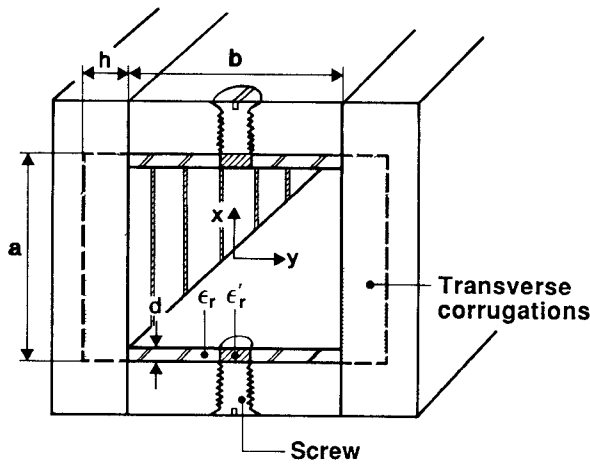 h
b
a
x
y
d
ϵr
ϵ′r
Transverse
corrugations
Screw